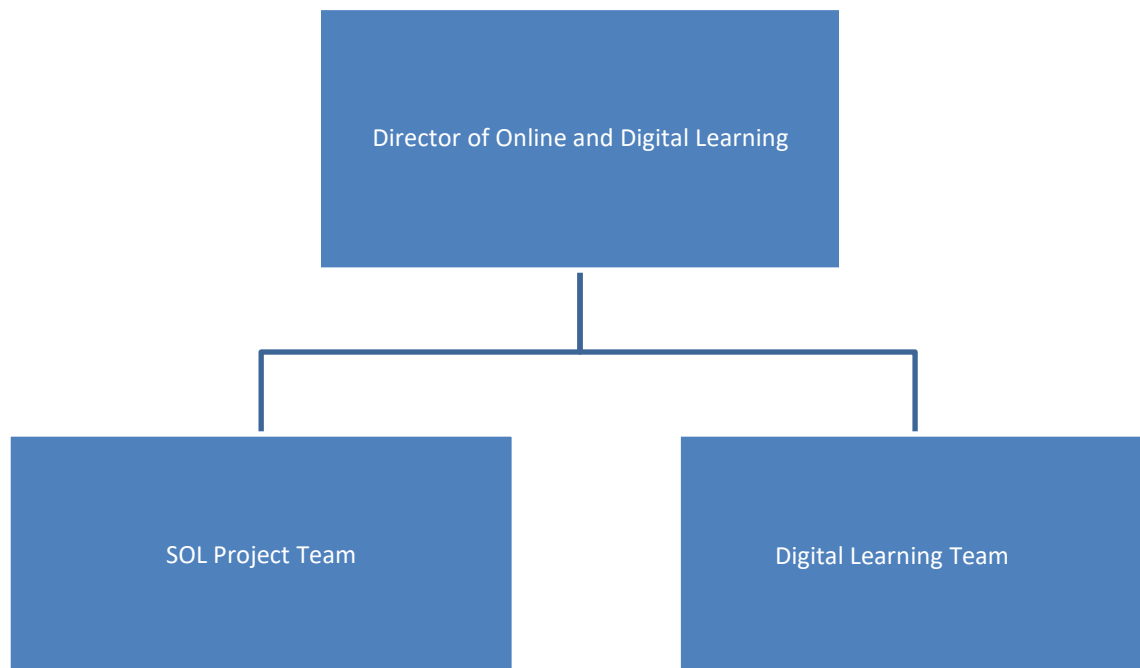 Director of Online and Digital Learning
SOL Project Team
Digital Learning Team